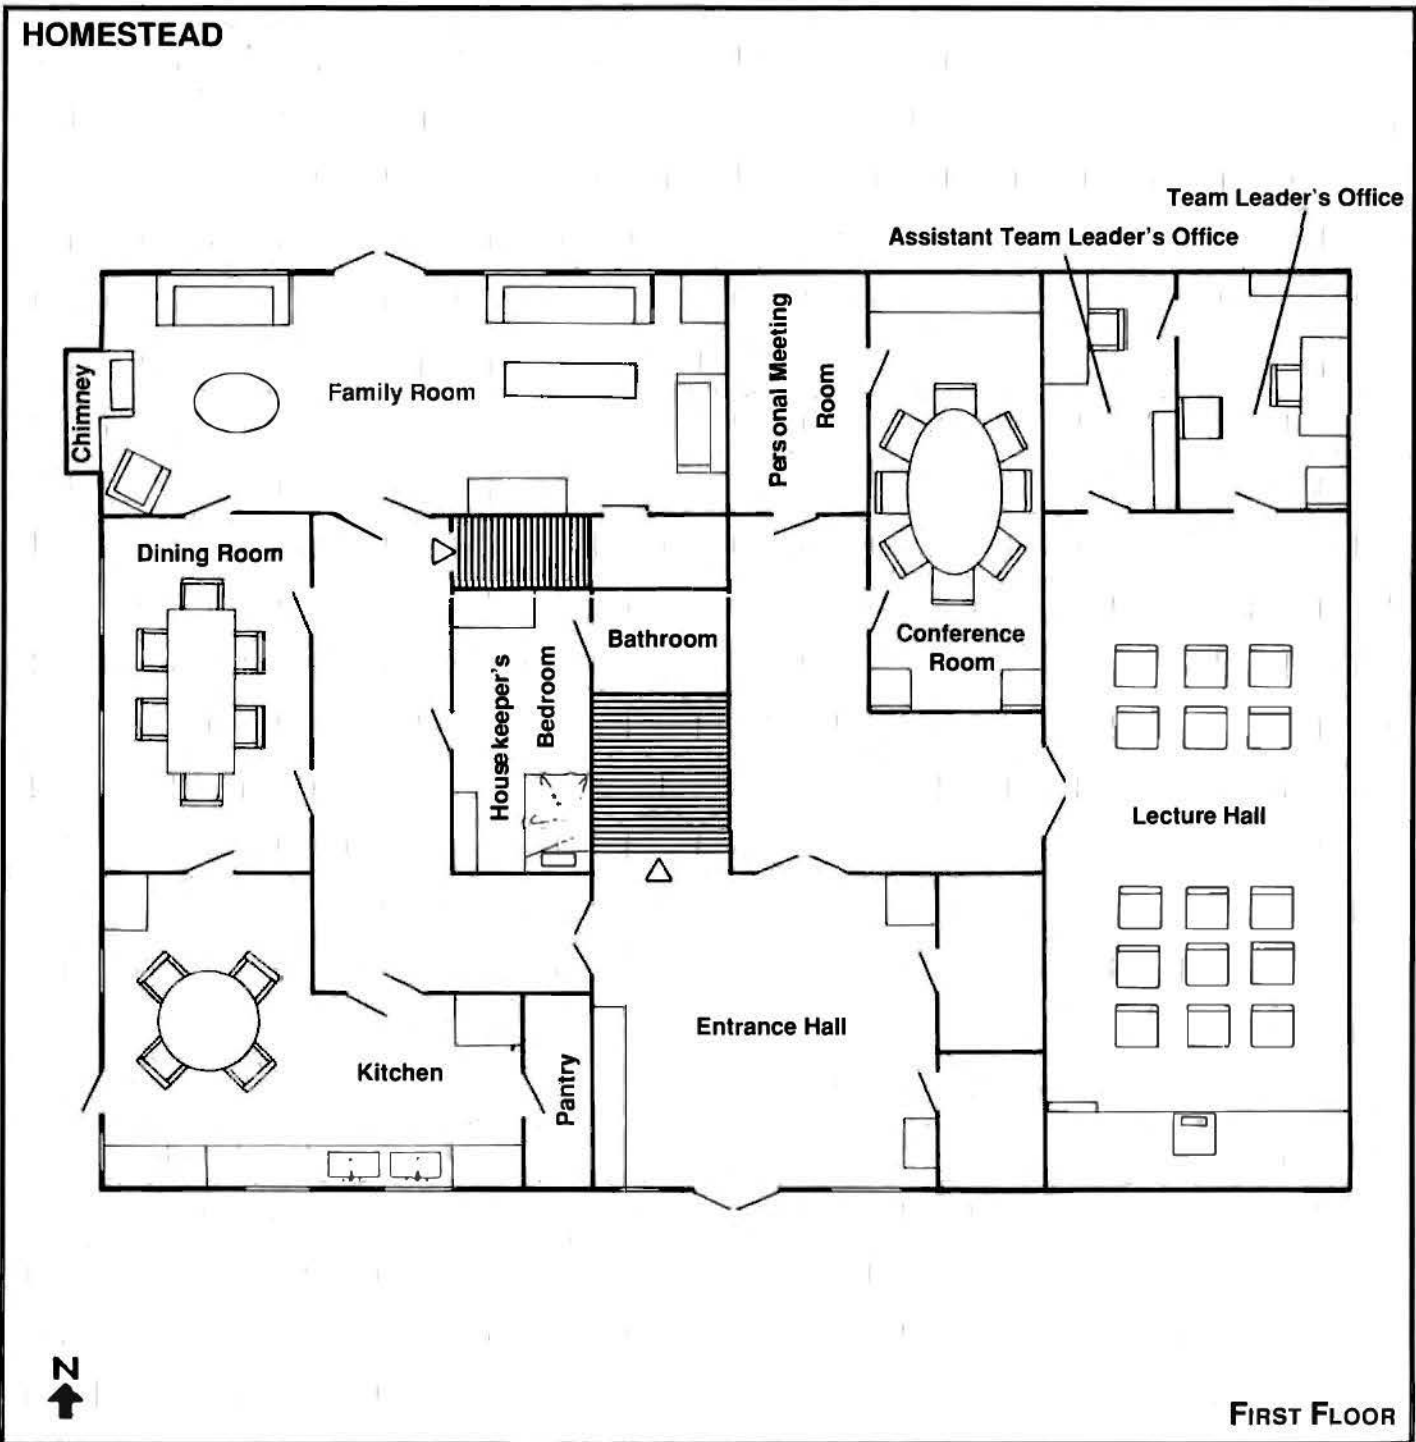 HOMESTEAD
Team Leader's Office
Assistant Team Leader's Office
Chimney
Family Room
Personal Meeting
Room
Dining Room
Housekeeper's
Bedroom
Bathroom
Conference
Room
Lecture Hall
Kitchen
Pantry
Entrance Hall
N
FIRST FLOOR